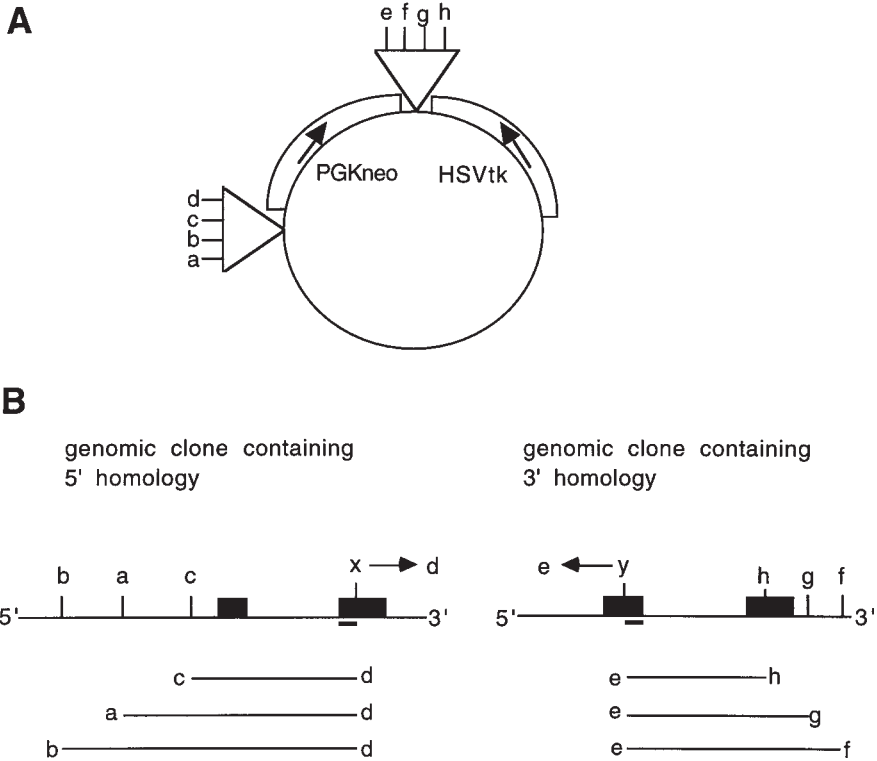 A
e f g h
PGKneo HSVtk
d
c
b
a
B
genomic clone containing
5' homology
genomic clone containing
3' homology
b a c x d
5' 3'
c d
a d
b d
e y h g f
5' 3'
e h
e g
e f